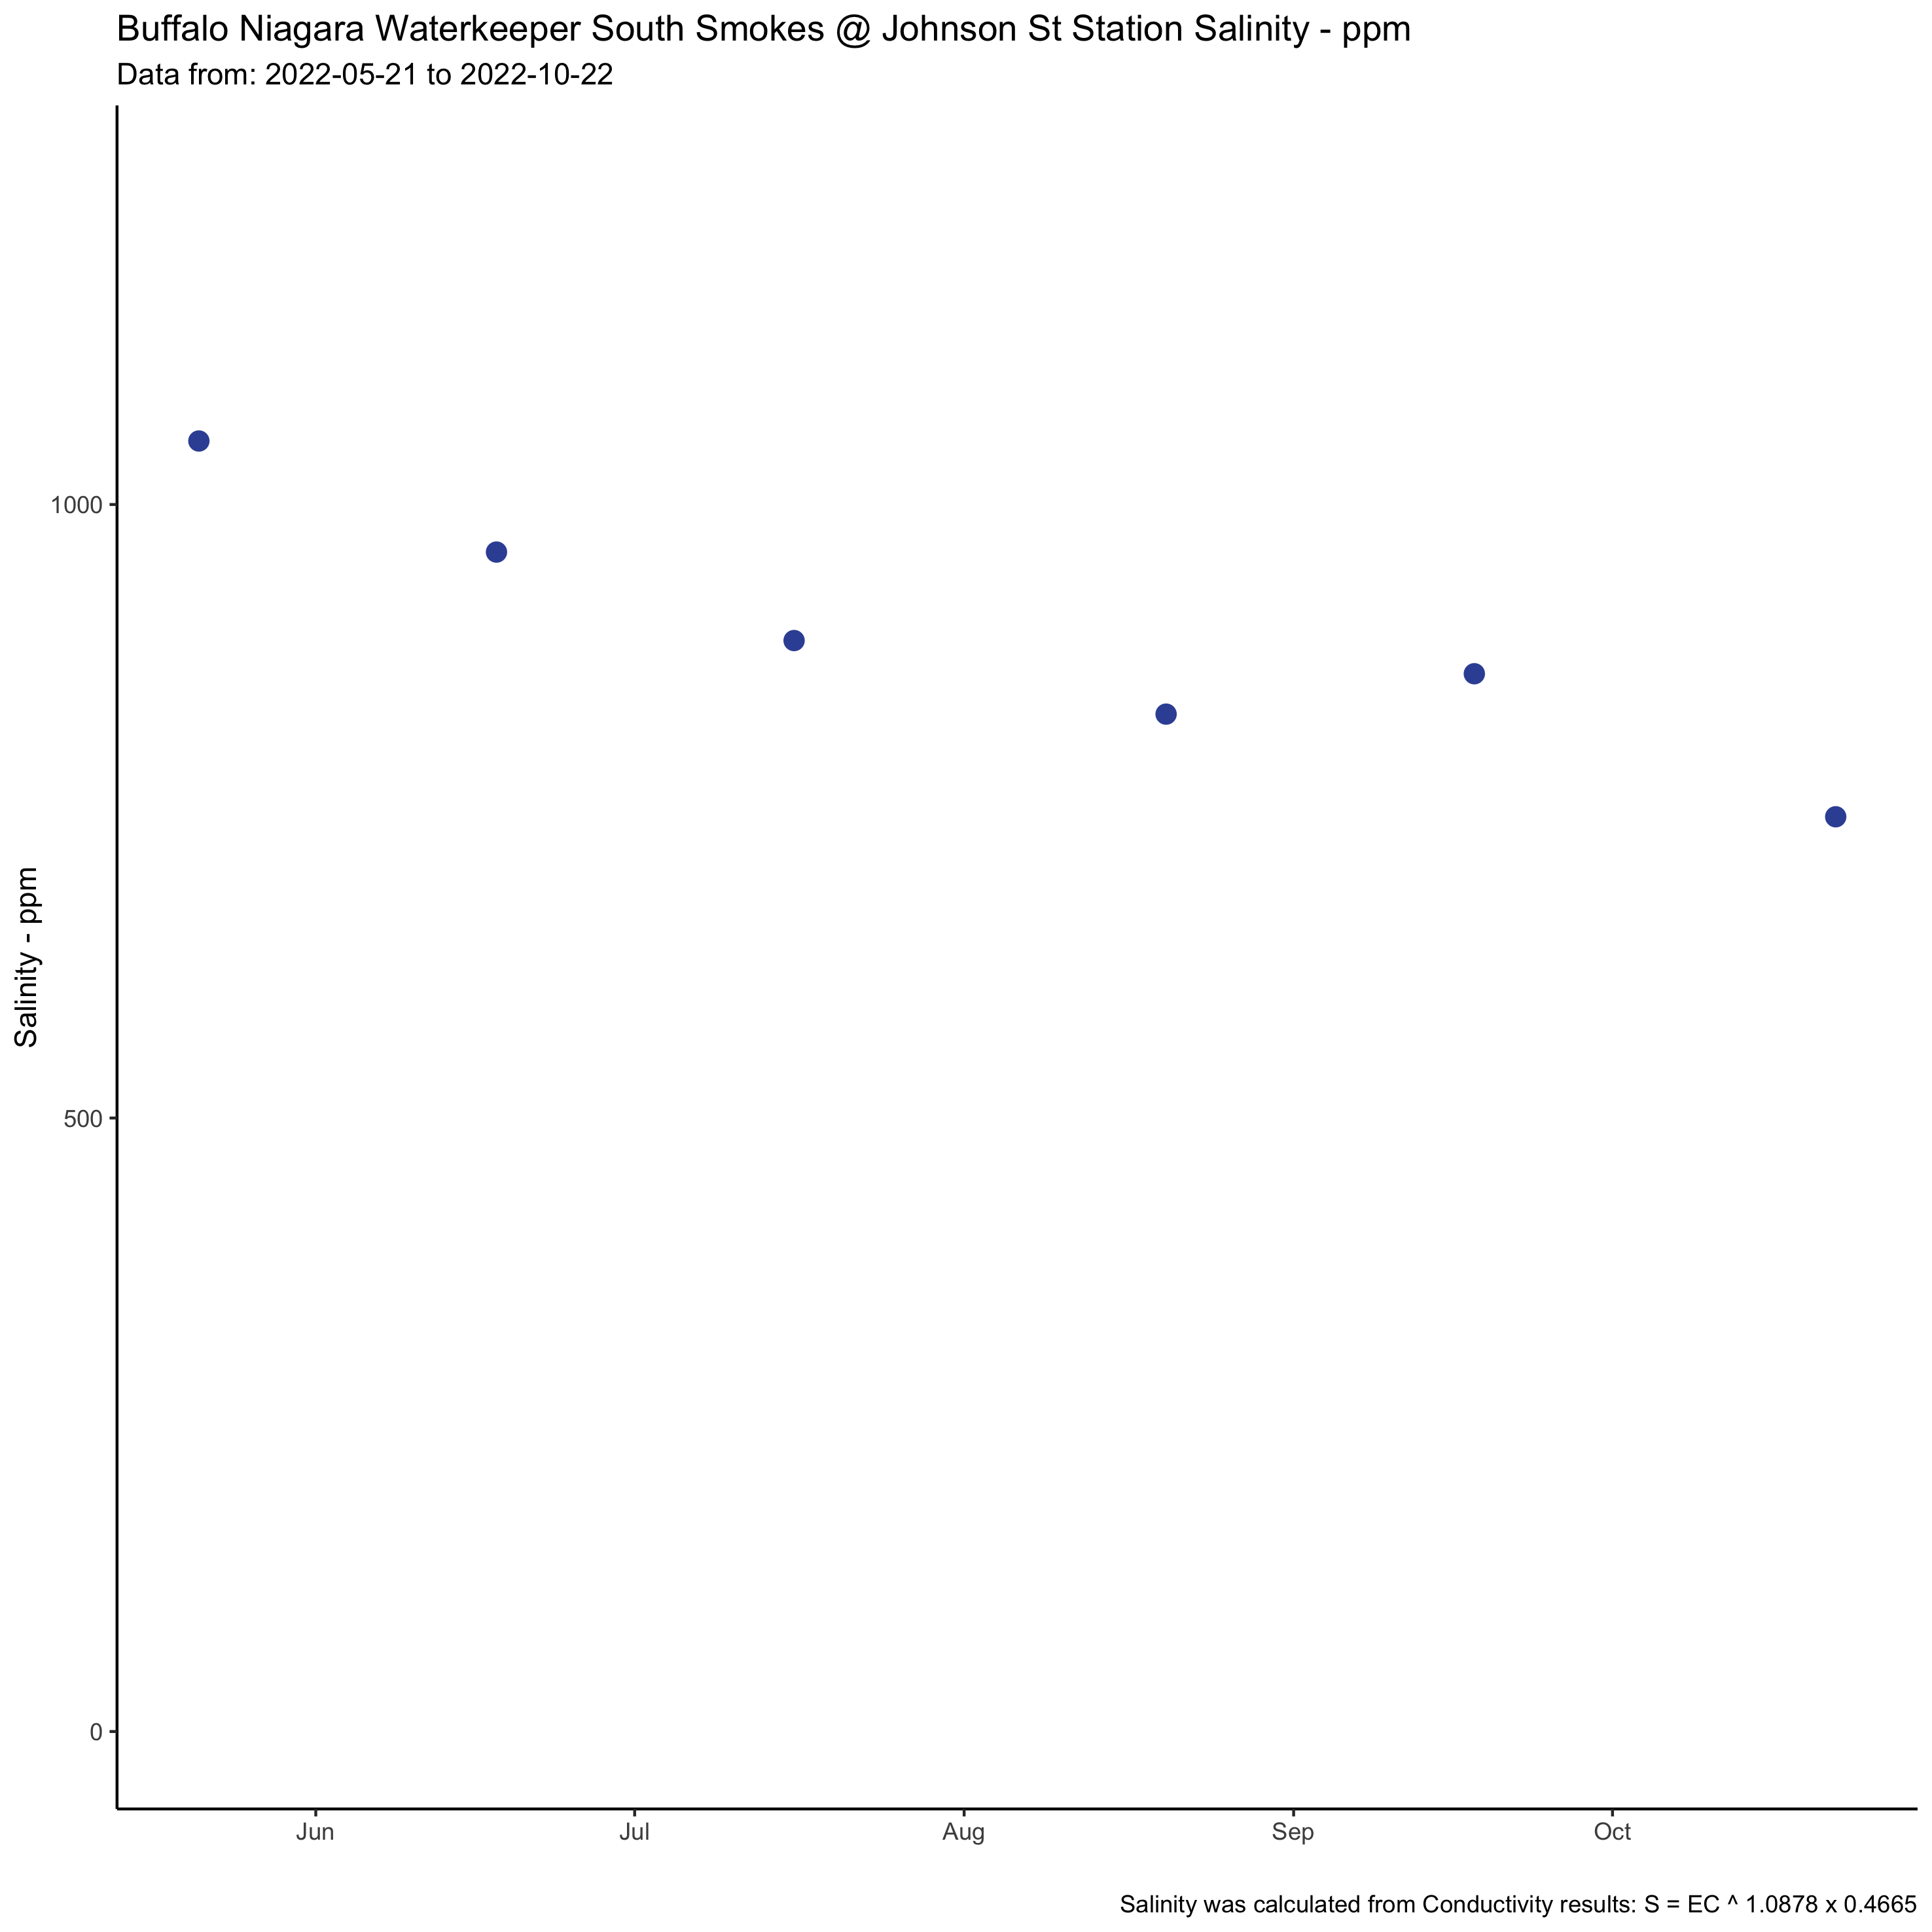 Buffalo Niagara Waterkeeper South Smokes @ Johnson St Station Salinity - ppm
Data from: 2022-05-21 to 2022-10-22
1000
500
0
Salinity - ppm
Jun Jul Aug Sep Oct
Salinity was calculated from Conductivity results: S = EC ^ 1.0878 x 0.4665